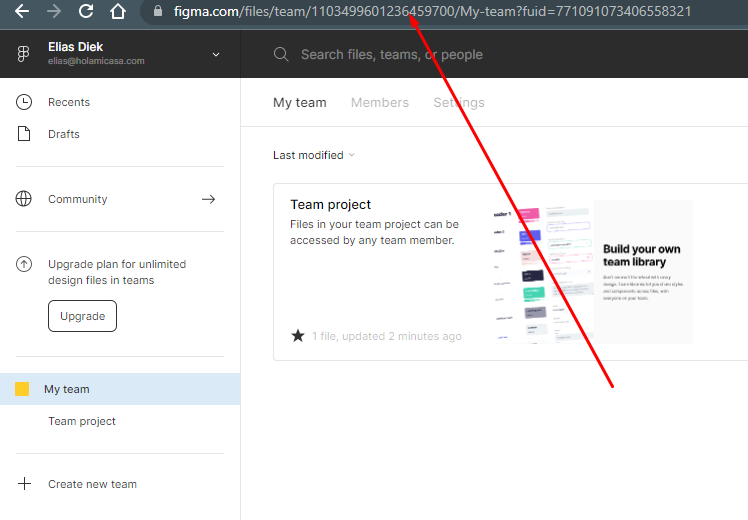 figma.com/files/team/1103499601236459700/My-team?fuid=771091073406558321
Elias Diek
elias@holamicasa.com
Search files, teams, or people
Recents
Drafts
Community
Upgrade plan for unlimited
design files in teams
Upgrade
My team
Team project
Create new team
My team Members Settings
Last modified
Team project
Files in your team project can be
accessed by any team member.
1 file, updated 2 minutes ago
Build your own
team library